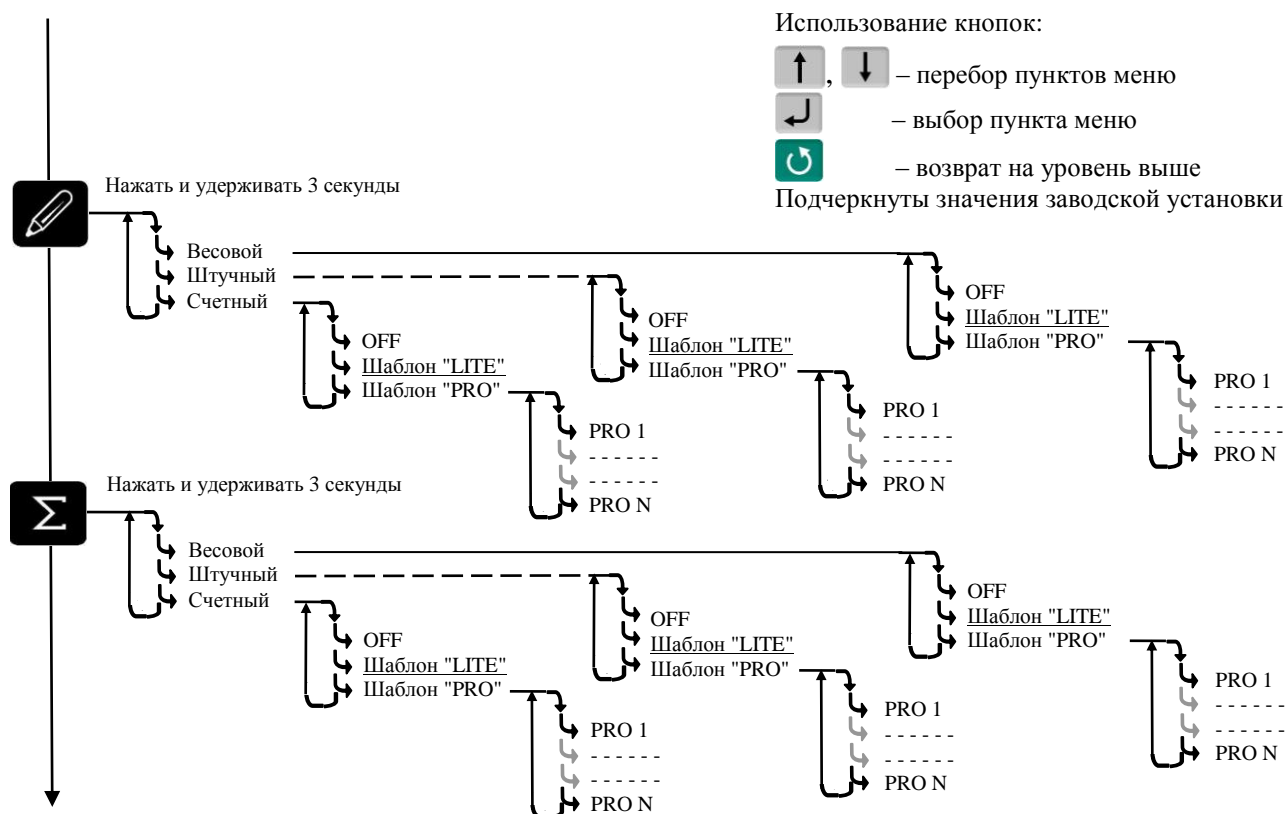 Использование кнопок:
, – перебор пунктов меню
– выбор пункта меню
– возврат на уровень выше
Подчеркнуты значения заводской установки
Нажать и удерживать 3 секунды
Весовой
Штучный
Счетный
OFF
Шаблон "LITE"
Шаблон "PRO"
PRO 1
- - - - - -
- - - - - -
PRO N
OFF
Шаблон "LITE"
Шаблон "PRO"
PRO 1
- - - - - -
- - - - - -
PRO N
OFF
Шаблон "LITE"
Шаблон "PRO"
PRO 1
- - - - - -
- - - - - -
PRO N
Нажать и удерживать 3 секунды
Σ
Весовой
Штучный
Счетный
OFF
Шаблон "LITE"
Шаблон "PRO"
PRO 1
- - - - - -
- - - - - -
PRO N
OFF
Шаблон "LITE"
Шаблон "PRO"
PRO 1
- - - - - -
- - - - - -
PRO N
OFF
Шаблон "LITE"
Шаблон "PRO"
PRO 1
- - - - - -
- - - - - -
PRO N